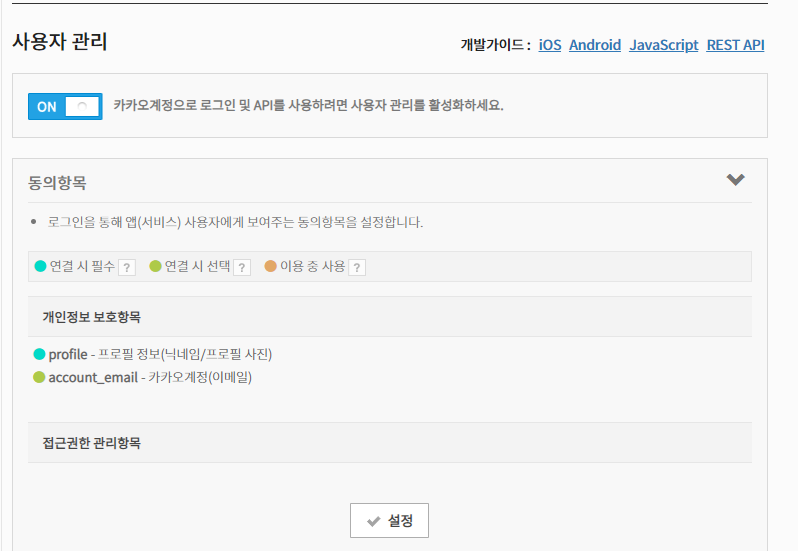 사용자 관리
개발가이드 : iOS Android JavaScript REST API
ON 카카오계정으로 로그인 및 API를 사용하려면 사용자 관리를 활성화하세요.
동의항목
• 로그인을 통해 앱(서비스) 사용자에게 보여주는 동의항목을 설정합니다.
연결 시 필수 ? 연결 시 선택 ? 이용 중 사용 ?
개인정보 보호항목
profile - 프로필 정보(닉네임/프로필 사진)
account_email - 카카오계정(이메일)
접근권한 관리항목
설정